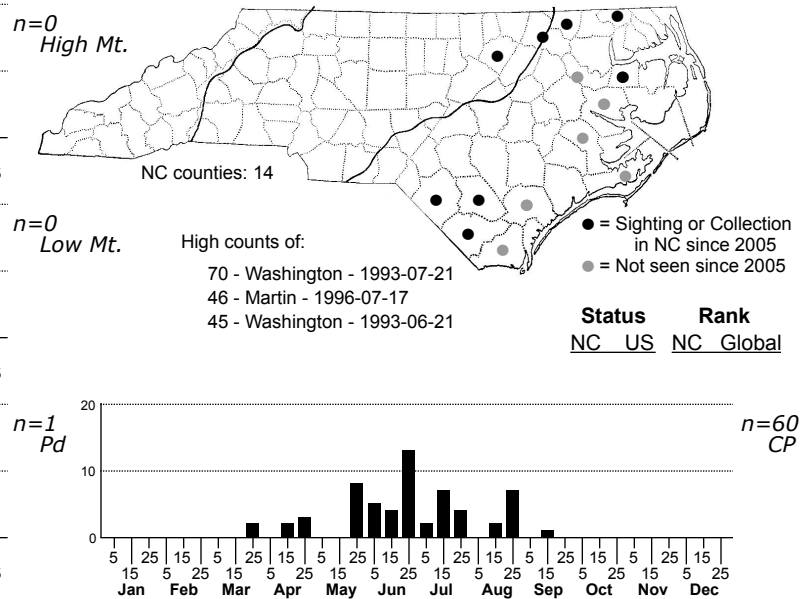 n=0
High Mt.
NC counties: 14
n=0
Low Mt.
High counts of:
70 - Washington - 1993-07-21
46 - Martin - 1996-07-17
45 - Washington - 1993-06-21
= Sighting or Collection
in NC since 2005
= Not seen since 2005
Status Rank
NC US NC Global
n=1
Pd
n=60
CP
20
10
0
5 25 15 5 25 15 5 25 15 5 25 15 5 25 15 5 25 15
15 5 25 15 5 25 15 5 25 15 5 25 15 5 25 15 5 25
Jan Feb Mar Apr May Jun Jul Aug Sep Oct Nov Dec